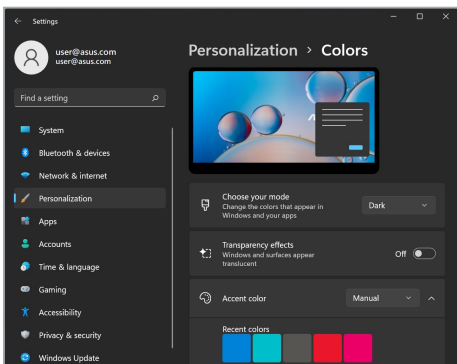 Settings
user@asus.com
user@asus.com
Find a setting
System
Bluetooth & devices
Network & internet
Personalization
Apps
Accounts
Time & language
Gaming
Accessibility
Privacy & security
Windows Update
Personalization > Colors
Choose your mode
Change the colors that appear in
Windows and your apps
Dark
Transparency effects
Windows and surfaces appear
translucent
Off
Accent color
Manual
Recent colors